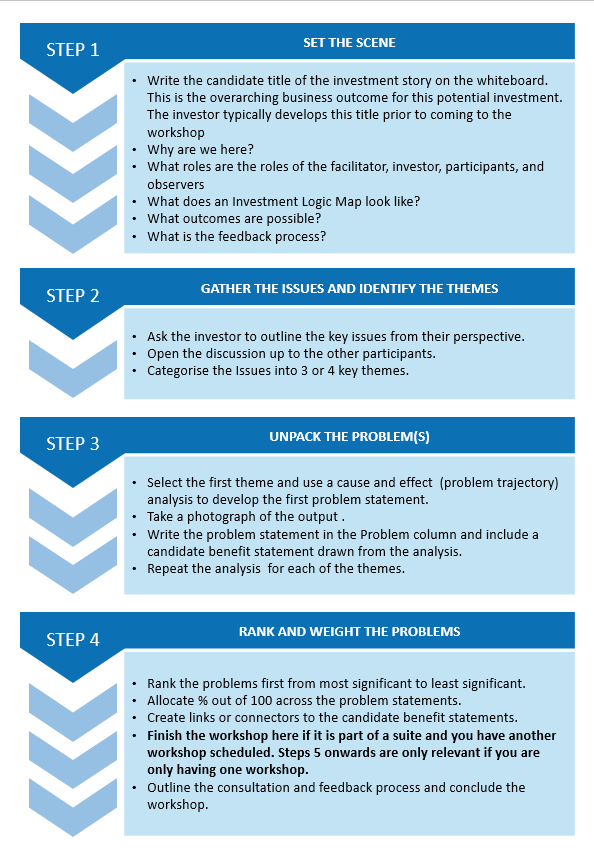 STEP 1
SET THE SCENE
• Write the candidate title of the investment story on the whiteboard.
This is the overarching business outcome for this potential investment.
The investor typically develops this title prior to coming to the
workshop
• Why are we here?
• What roles are the roles of the facilitator, investor, participants, and
observers
• What does an Investment Logic Map look like?
• What outcomes are possible?
• What is the feedback process?
STEP 2
GATHER THE ISSUES AND IDENTIFY THE THEMES
• Ask the investor to outline the key issues from their perspective.
• Open the discussion up to the other participants.
• Categorise the Issues into 3 or 4 key themes.
STEP 3
UNPACK THE PROBLEM(S)
• Select the first theme and use a cause and effect  (problem trajectory)
analysis to develop the first problem statement.
• Take a photograph of the output .
• Write the problem statement in the Problem column and include a
candidate benefit statement drawn from the analysis.
• Repeat the analysis  for each of the themes.
STEP 4
RANK AND WEIGHT THE PROBLEMS
• Rank the problems first from most significant to least significant.
• Allocate % out of 100 across the problem statements.
• Create links or connectors to the candidate benefit statements.
• Finish the workshop here if it is part of a suite and you have another
workshop scheduled. Steps 5 onwards are only relevant if you are
only having one workshop.
• Outline the consultation and feedback process and conclude the
workshop.